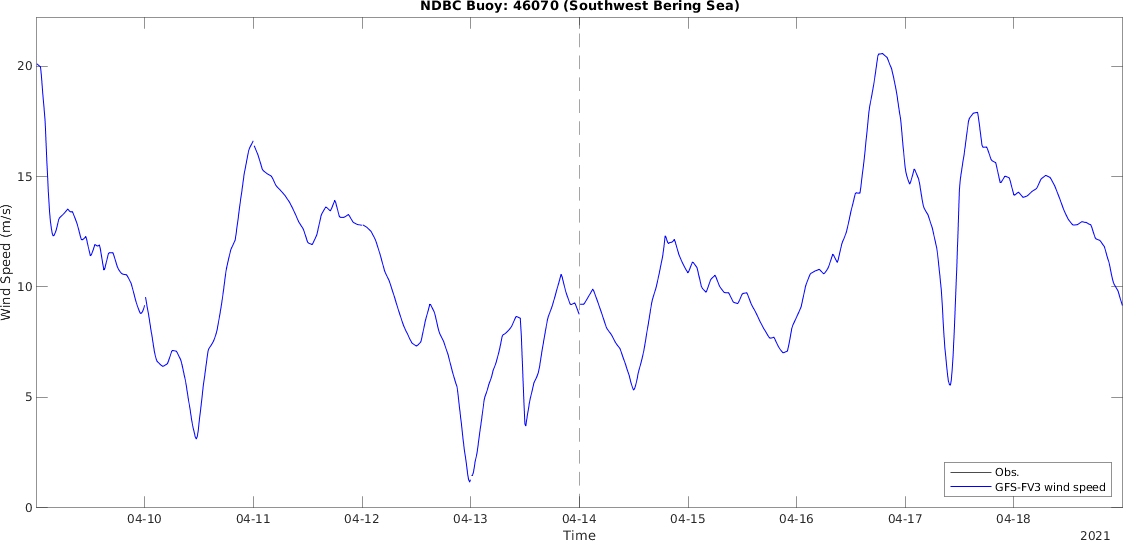 NDBC Buoy: 46070 (Southwest Bering Sea)
Wind Speed (m/s)
20
15
10
5
0
04-10 04-11 04-12 04-13 04-14 04-15 04-16 04-17 04-18
Time
2021
Obs.
GFS-FV3 wind speed